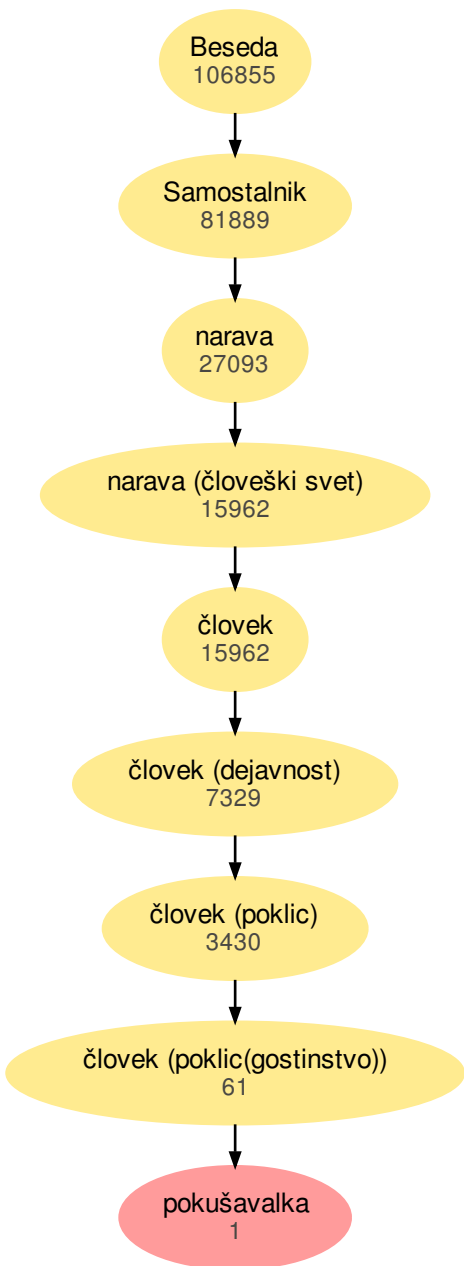 Beseda
106855
Samostalnik
81889
narava
27093
narava (človeški svet)
15962
človek
15962
človek (dejavnost)
7329
človek (poklic)
3430
človek (poklic(gostinstvo))
61
pokušavalka
1